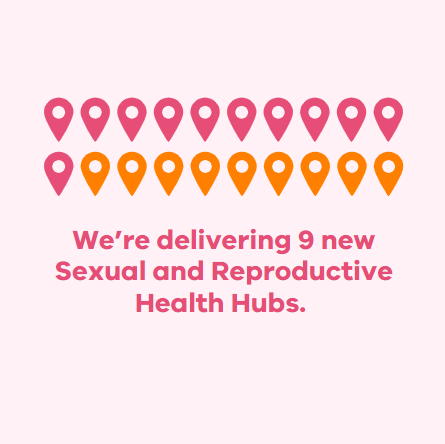 We're delivering 9 new
Sexual and Reproductive
Health Hubs.